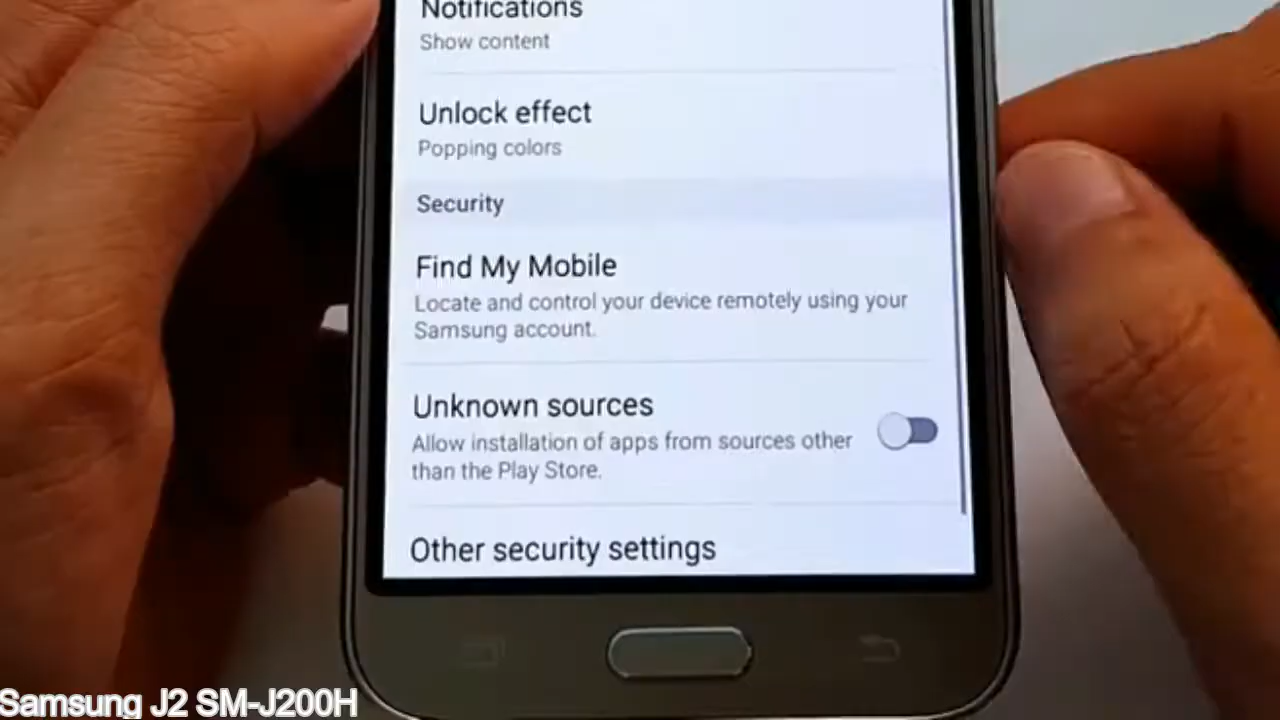 Notifications
Show content
Unlock effect
Popping colors
Security
Find My Mobile
Locate and control your device remotely using your
Samsung account.
Unknown sources
Allow installation of apps from sources other
than the Play Store.
Other security settings
Samsung J2 SM-J200H